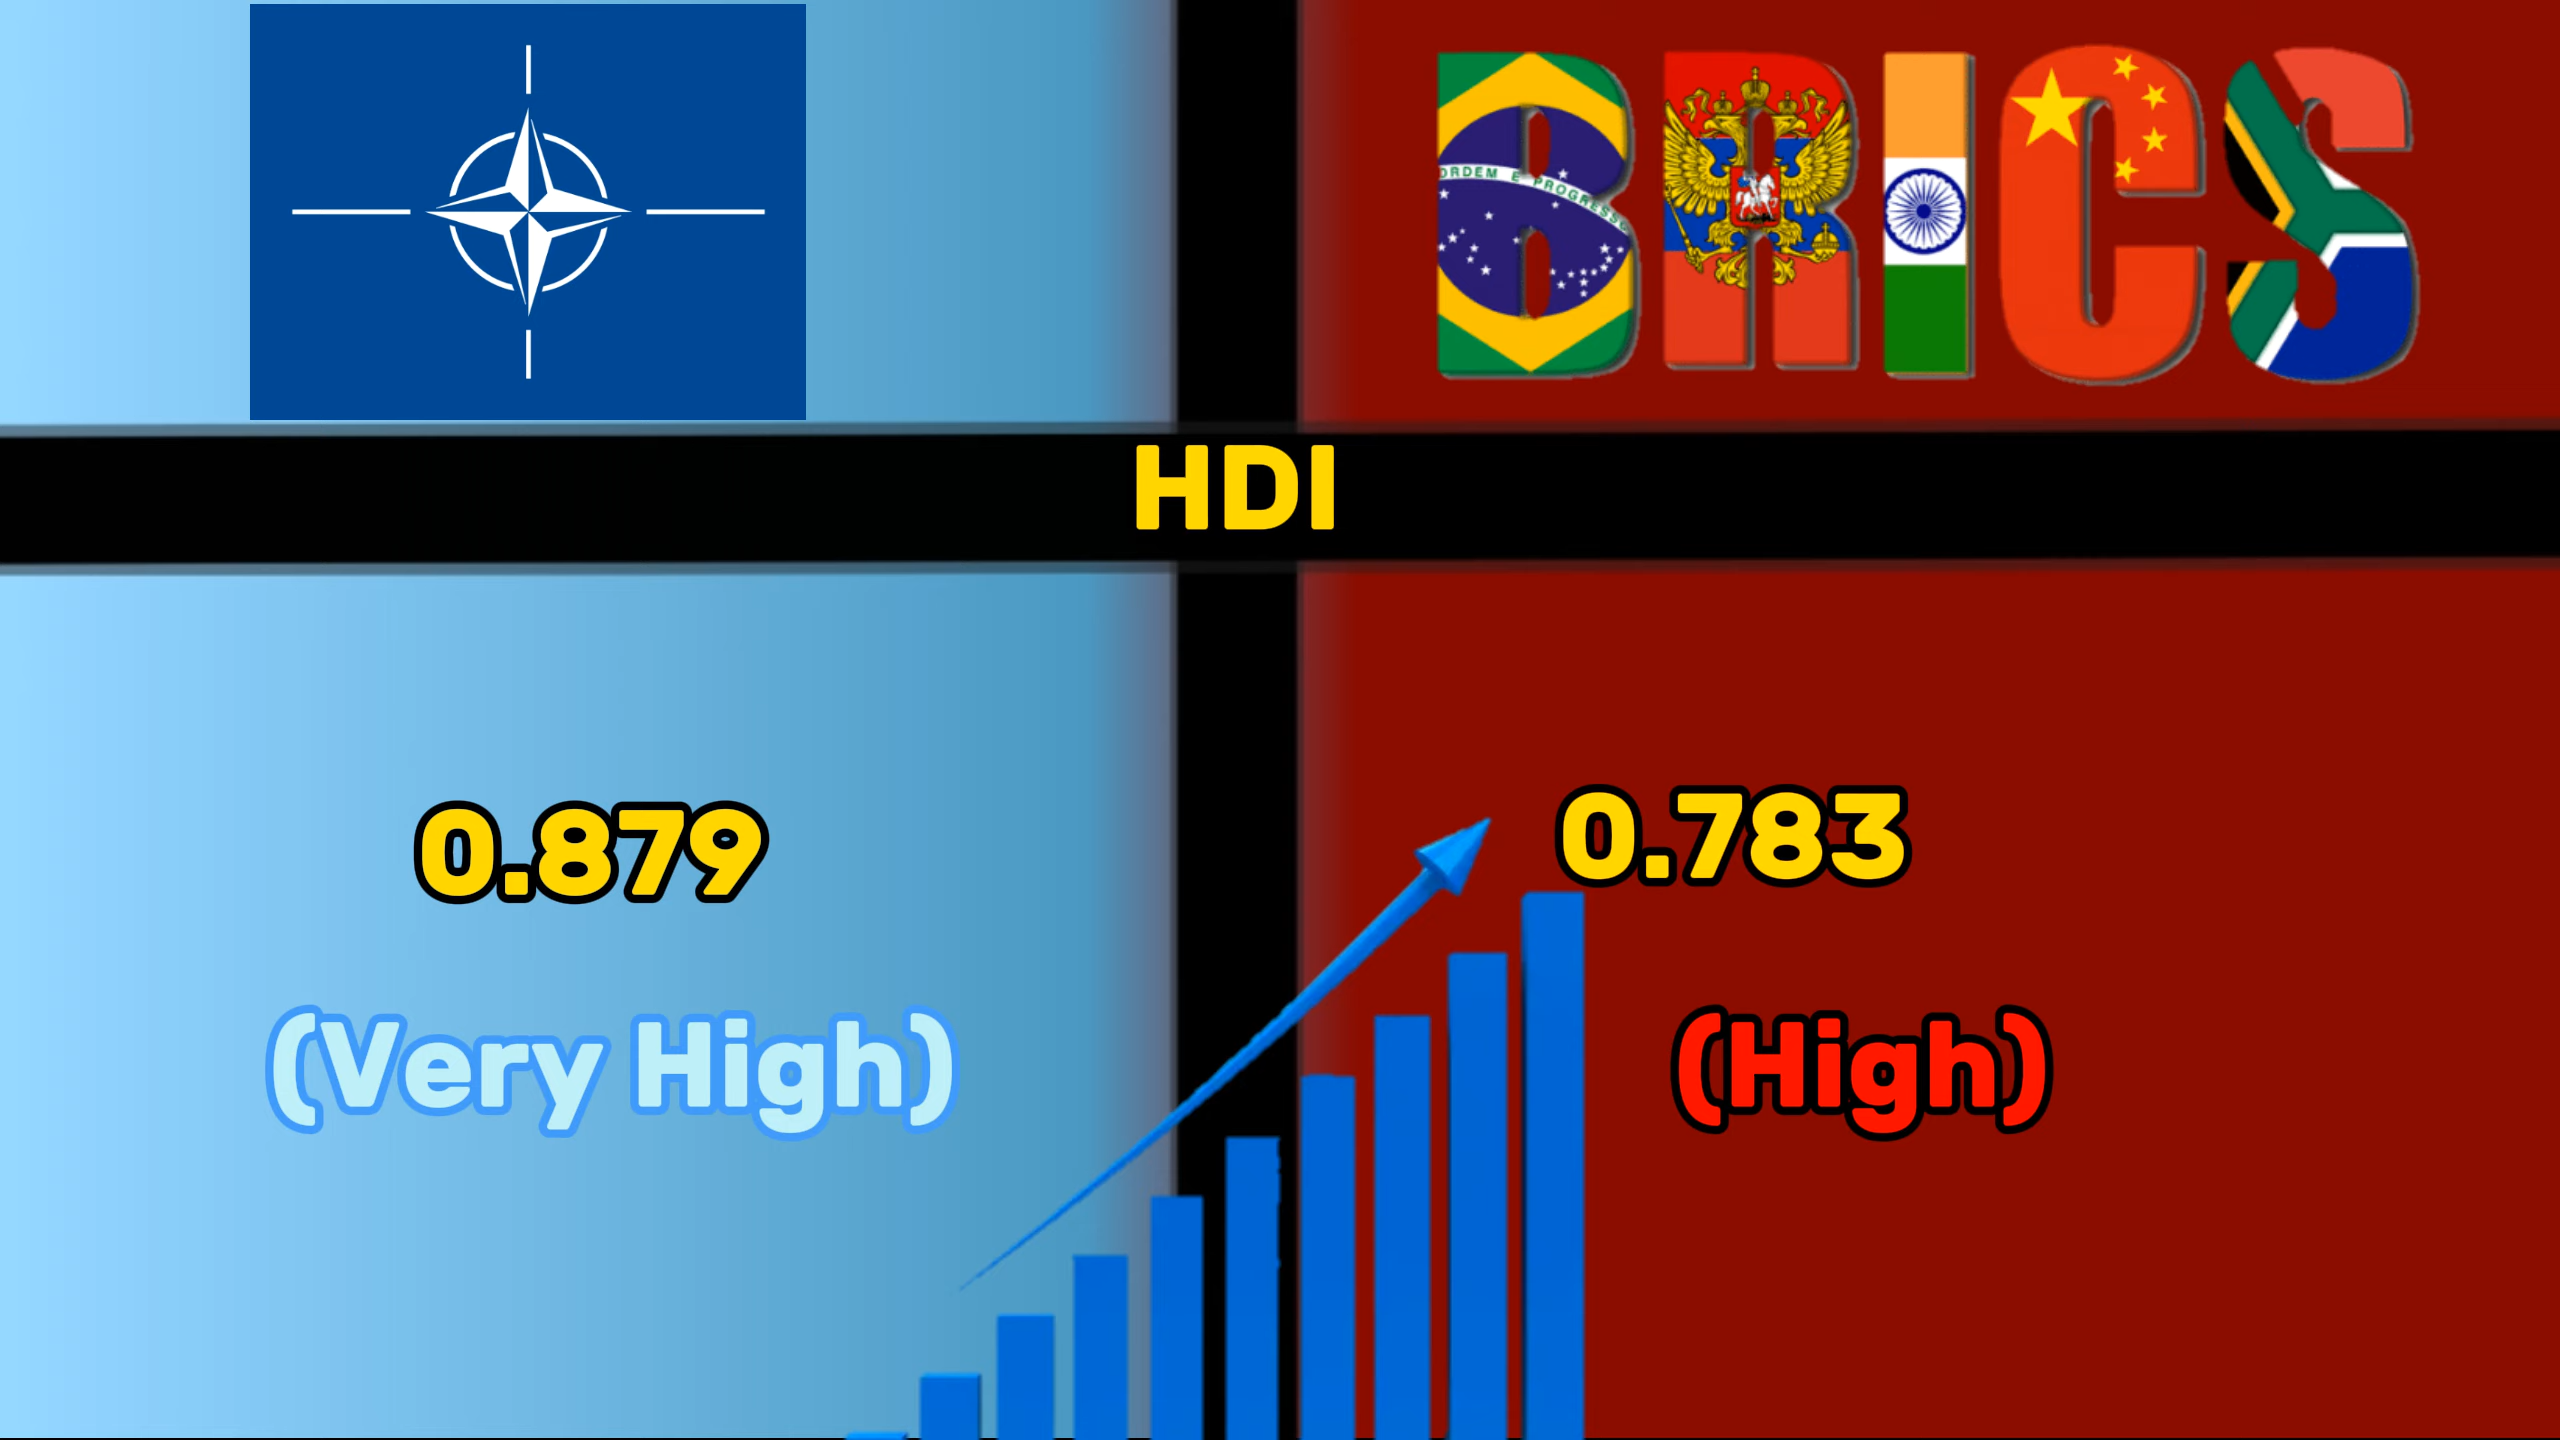 BRICS
ORDEM E PROGRESSO
HDI
0.879
0.783
(Very High)
(High)